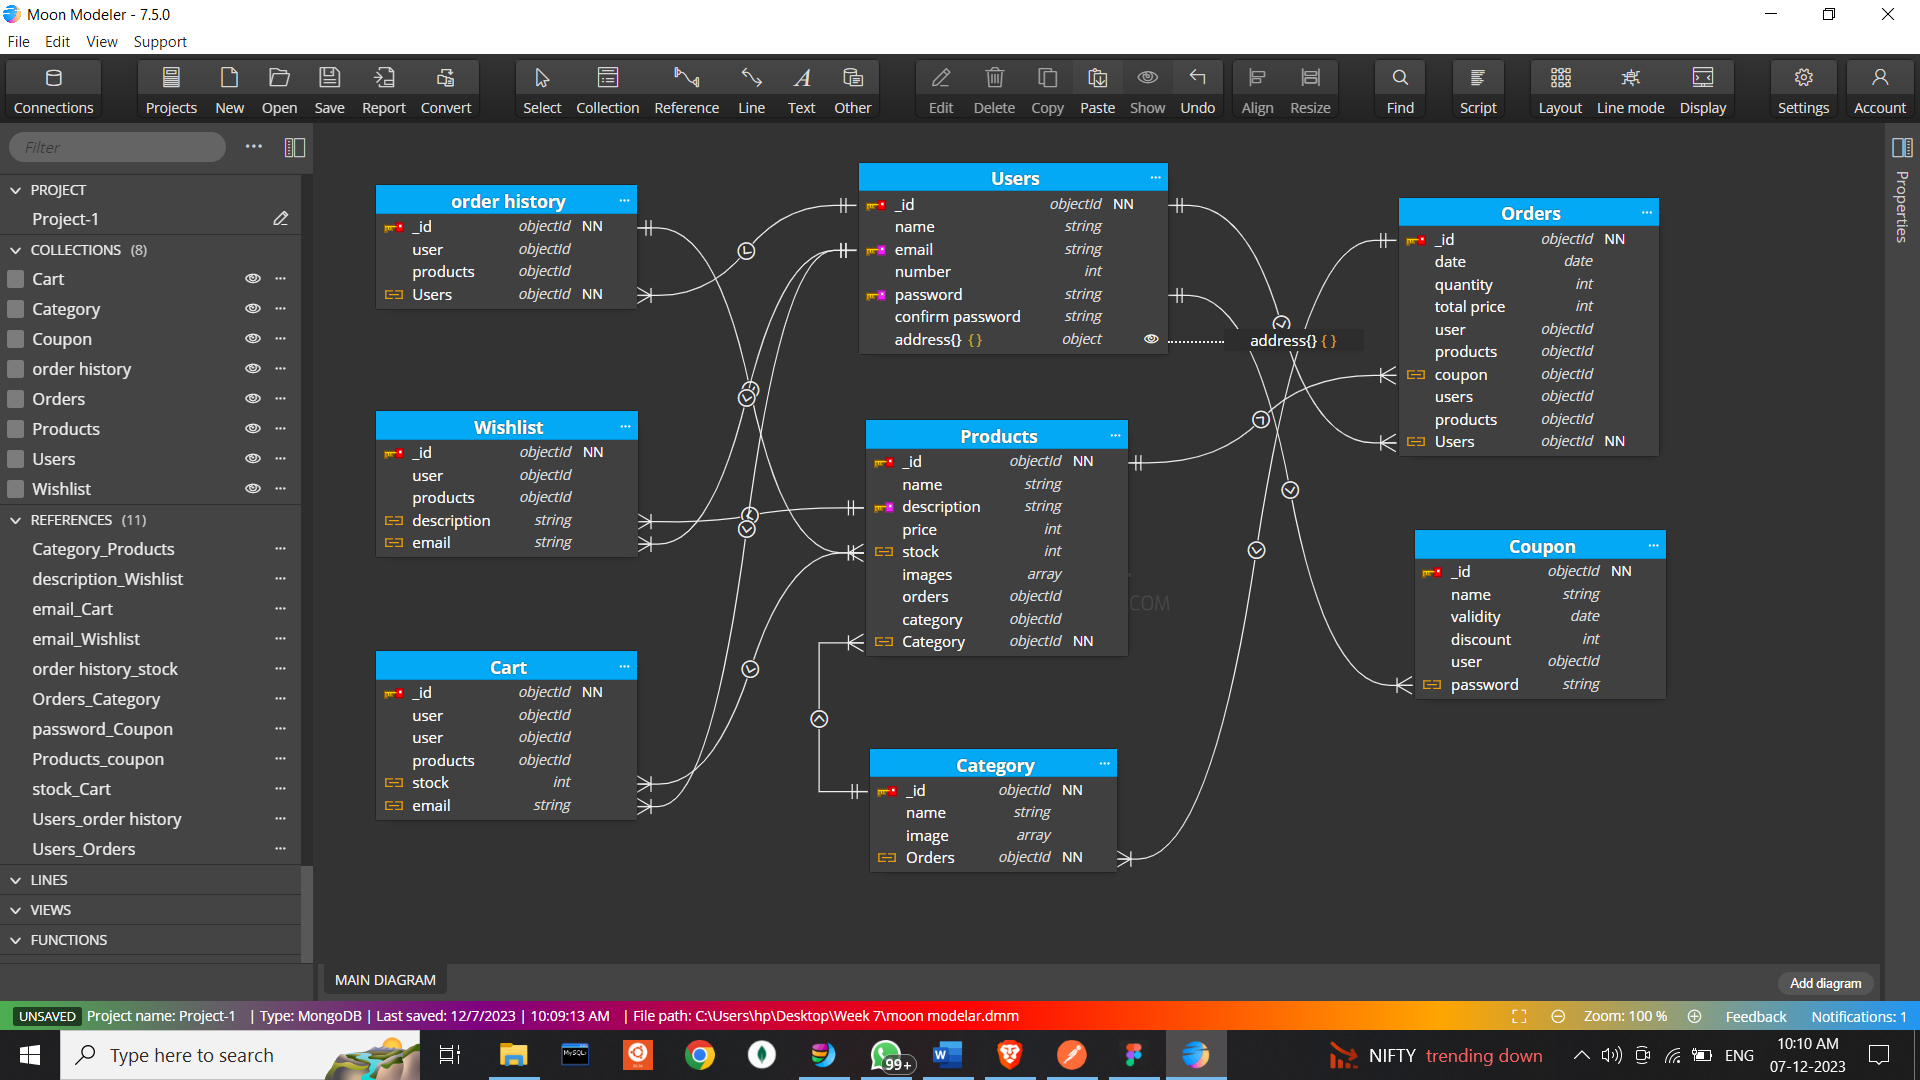 Moon Modeler - 7.5.0
File Edit View Support
Connections Projects New Open Save Report Convert Select Collection Reference Line Text Other Edit Delete Copy Paste Show Undo Align Resize Find Script Layout Line mode Display Settings Account
Filter
PROJECT
Project-1
COLLECTIONS (8)
Cart
Category
Coupon
order history
Orders
Products
Users
Wishlist
REFERENCES (11)
Category_Products
description_Wishlist
email_Cart
email_Wishlist
order history_stock
Orders_Category
password_Coupon
Products_coupon
stock_Cart
Users_order history
Users_Orders
LINES
VIEWS
FUNCTIONS
order history
_id objectId NN
user objectId
products objectId
Users objectId NN
Wishlist
_id objectId NN
user objectId
products objectId
description string
email string
Cart
_id objectId NN
user objectId
user objectId
products objectId
stock int
email string
Users
_id objectId NN
name string
email string
number int
password string
confirm password string
address{} { } object
address{} { }
Products
_id objectId NN
name string
description string
price int
stock int
images array
orders objectId
category objectId
Category objectId NN
COM
Category
_id objectId NN
name string
image array
Orders objectId NN
Orders
_id objectId NN
date date
quantity int
total price int
user objectId
products objectId
coupon objectId
users objectId
products objectId
Users objectId NN
Coupon
_id objectId NN
name string
validity date
discount int
user objectId
password string
Properties
MAIN DIAGRAM
Add diagram
UNSAVED Project name: Project-1 | Type: MongoDB | Last saved: 12/7/2023 | 10:09:13 AM | File path: C:\Users\hp\Desktop\Week 7\moon modelar.dmm Zoom: 100 % Feedback Notifications: 1
Type here to search
MySQL
99+
NIFTY trending down
ENG
10:10 AM
07-12-2023